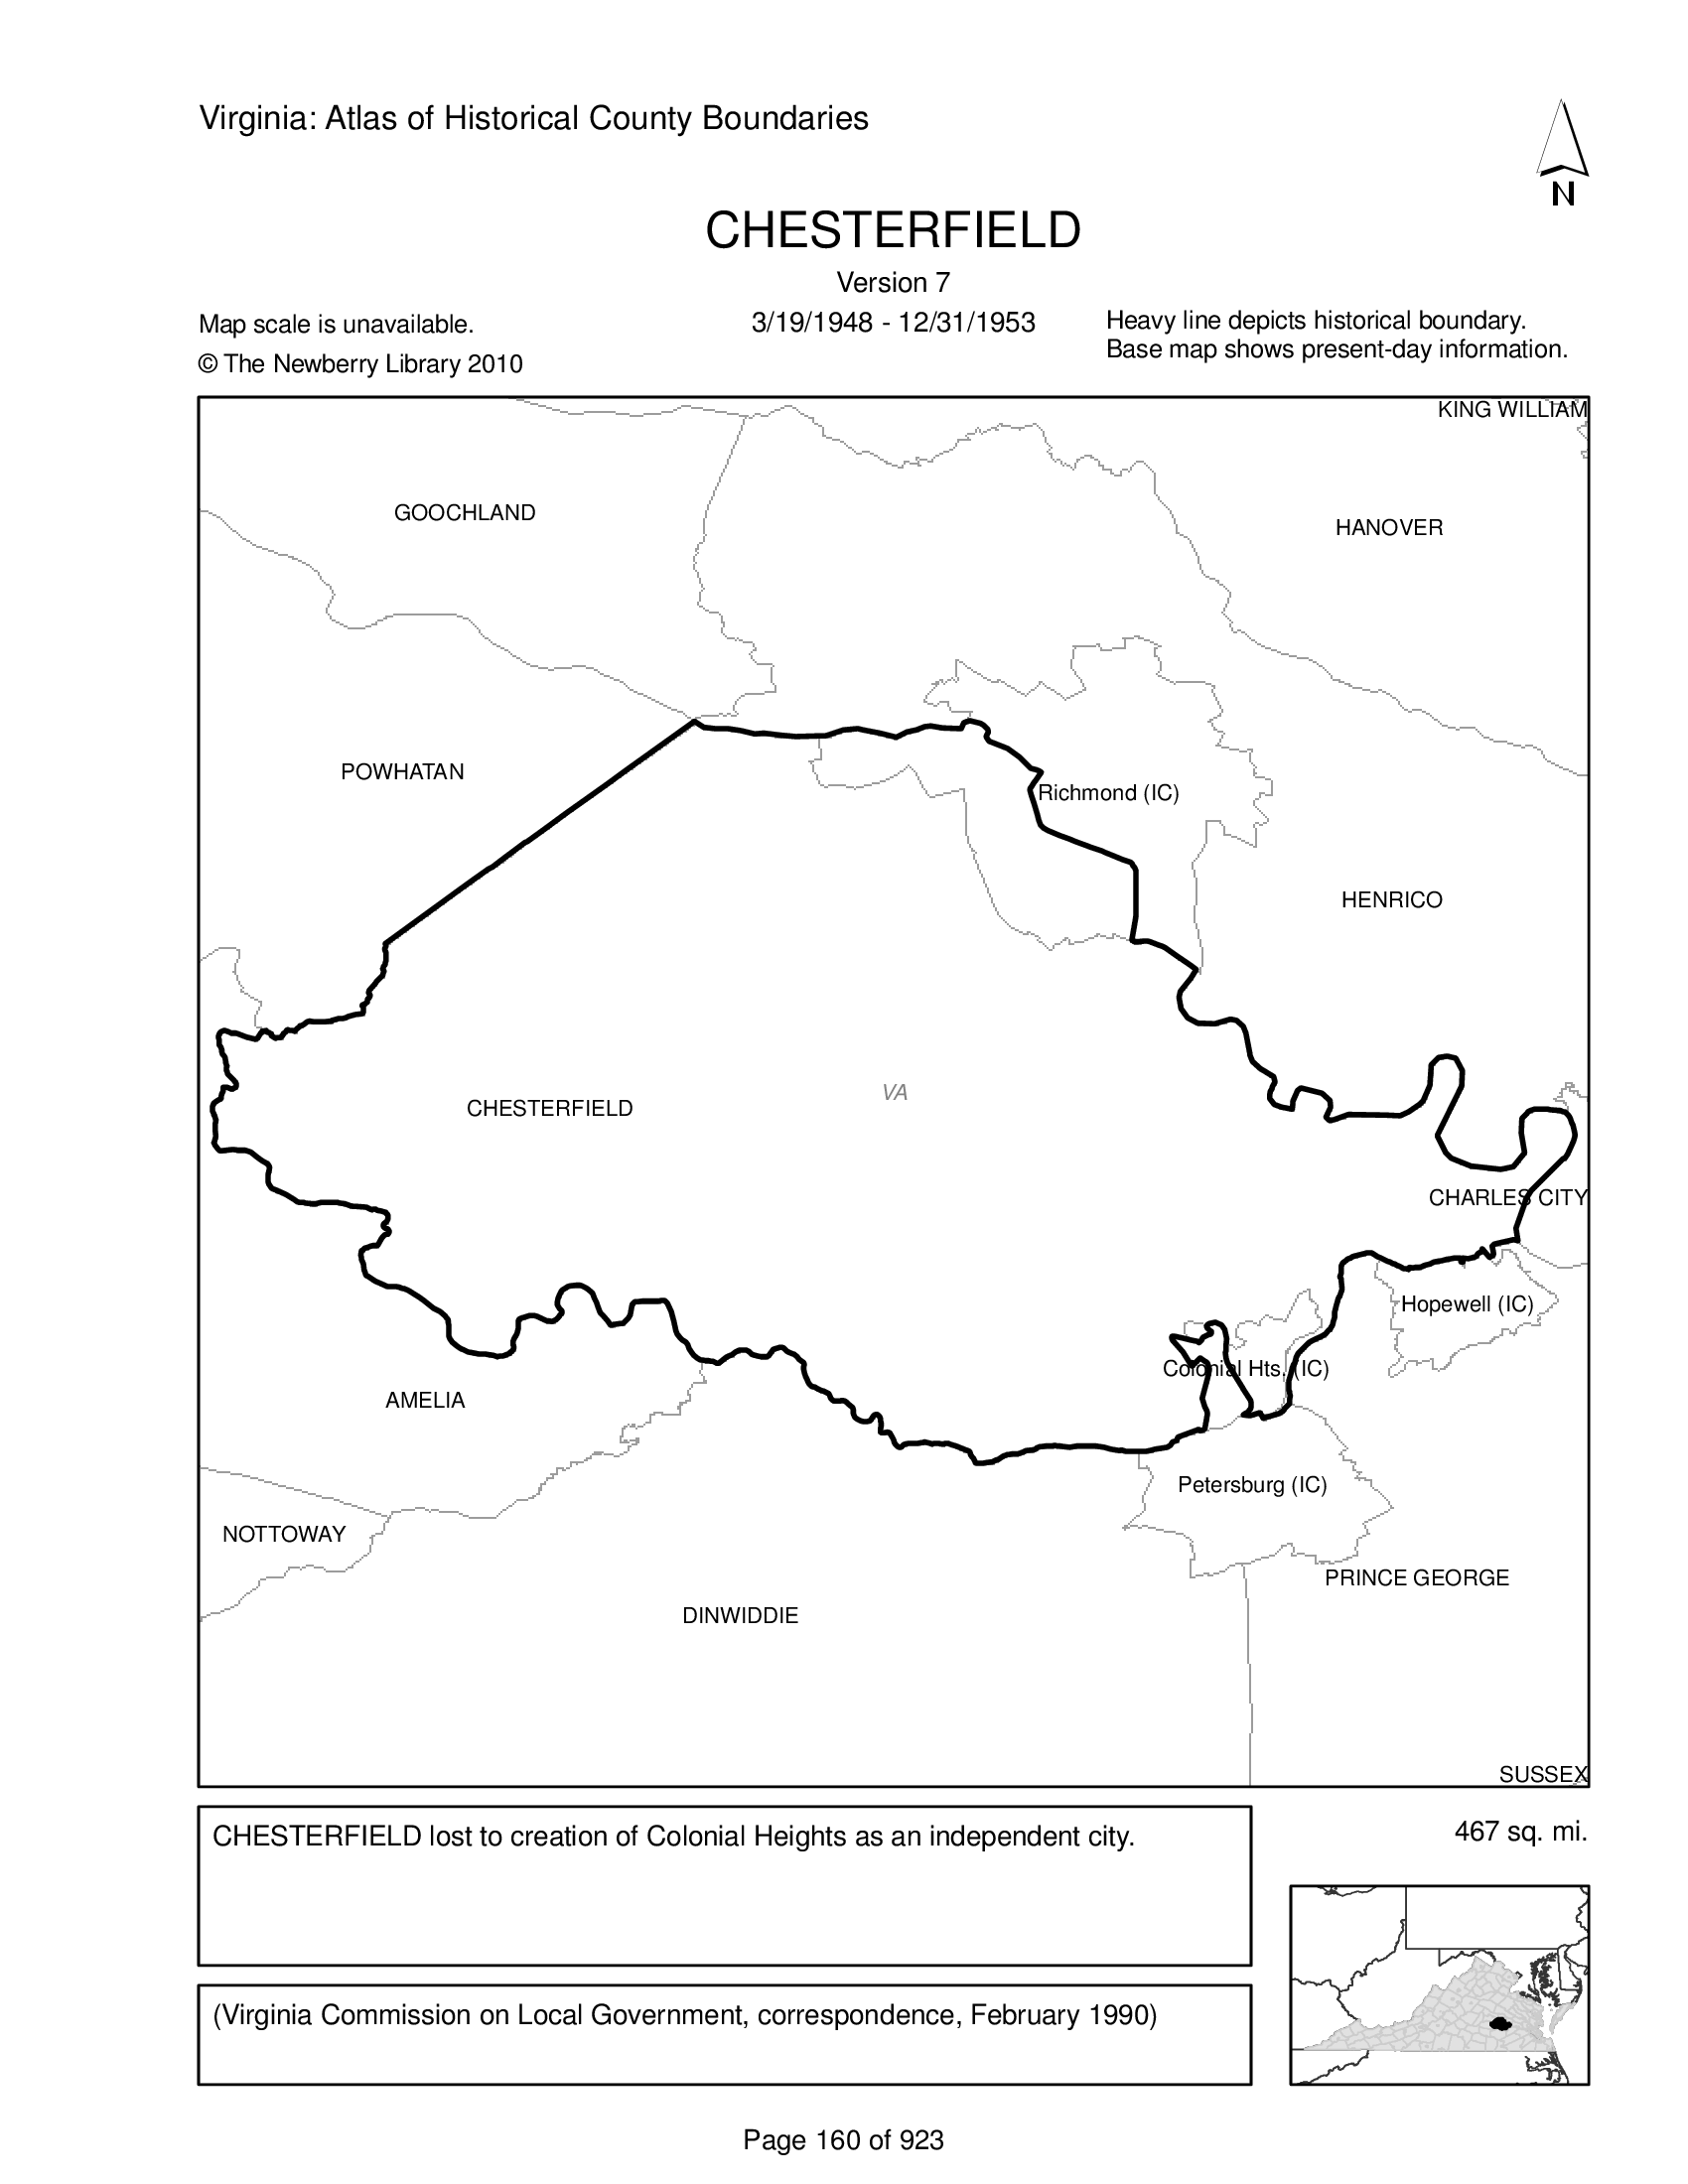 Virginia: Atlas of Historical County Boundaries
N
CHESTERFIELD
Version 7
3/19/1948 - 12/31/1953
Map scale is unavailable.
© The Newberry Library 2010
Heavy line depicts historical boundary.
Base map shows present-day information.
KING WILLIAM
GOOCHLAND
HANOVER
POWHATAN
Richmond (IC)
HENRICO
VA
CHESTERFIELD
CHARLES CITY
Hopewell (IC)
Colonial Hts. (IC)
AMELIA
Petersburg (IC)
NOTTOWAY
PRINCE GEORGE
DINWIDDIE
SUSSEX
CHESTERFIELD lost to creation of Colonial Heights as an independent city.
467 sq. mi.
(Virginia Commission on Local Government, correspondence, February 1990)
Page 160 of 923